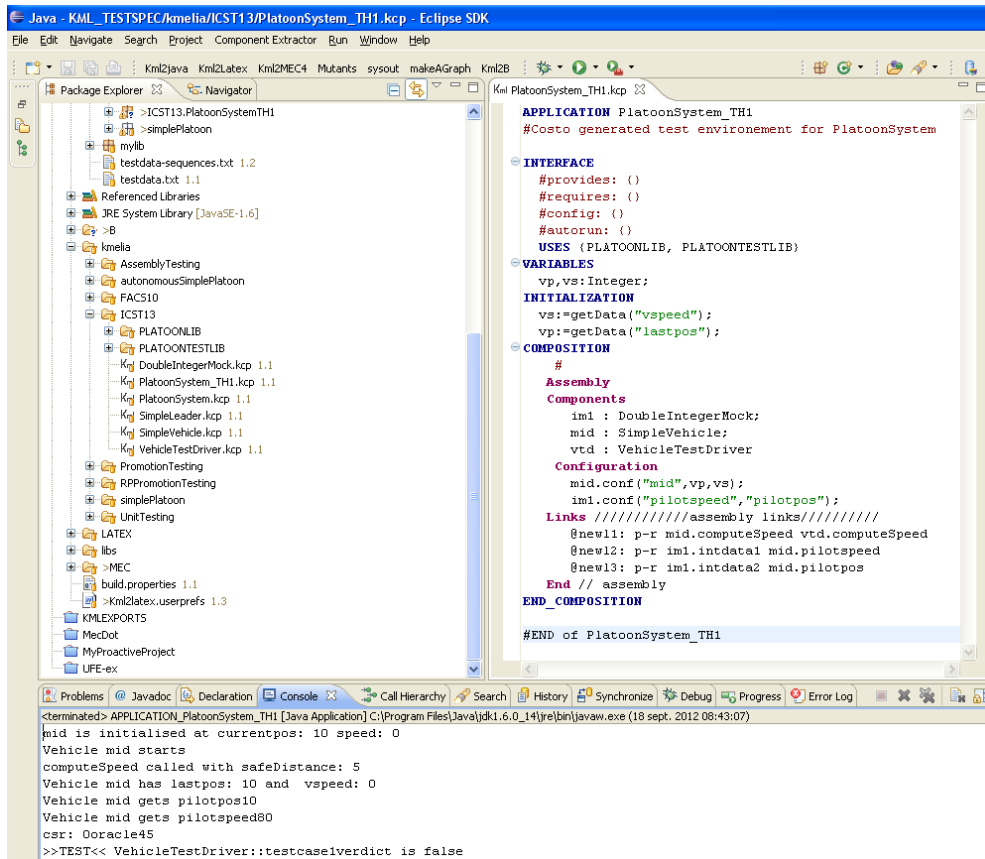 Java - KML_TESTSPEC/kmelia/ICST13/PlatoonSystem_TH1.kcp - Eclipse SDK
File Edit Navigate Search Project Component Extractor Run Window Help
Kml2java Kml2Latex Kml2MEC4 Mutants sysout makeAGraph Kml2B
Package Explorer Navigator
>ICST13.PlatoonSystemTH1
>simplePlatoon
mylib
testdata-sequences.txt 1.2
testdata.txt 1.1
Referenced Libraries
JRE System Library [JavaSE-1.6]
>B
kmelia
AssemblyTesting
autonomousSimplePlatoon
FACS10
ICST13
PLATOONLIB
PLATOONTESTLIB
DoubleIntegerMock.kcp 1.1
PlatoonSystem_TH1.kcp 1.1
PlatoonSystem.kcp 1.1
SimpleLeader.kcp 1.1
SimpleVehicle.kcp 1.1
VehicleTestDriver.kcp 1.1
PromotionTesting
RPPromotionTesting
simplePlatoon
UnitTesting
LATEX
libs
>MEC
build.properties 1.1
>Kml2latex.userprefs 1.3
KMLEXPORTS
MecDot
MyProactiveProject
UFE-ex
Kml PlatoonSystem_TH1.kcp
APPLICATION PlatoonSystem_TH1
#Costo generated test environement for PlatoonSystem
INTERFACE
#provides: ()
#requires: ()
#config: ()
#autorun: ()
USES {PLATOONLIB, PLATOONTESTLIB}
VARIABLES
vp,vs:Integer;
INITIALIZATION
vs:=getData("vspeed");
vp:=getData("lastpos");
COMPOSITION
#
Assembly
Components
im1 : DoubleIntegerMock;
mid : SimpleVehicle;
vtd : VehicleTestDriver
Configuration
mid.conf("mid",vp,vs);
im1.conf("pilotspeed","pilotpos");
Links ////////////assembly links//////////
@newl1: p-r mid.computeSpeed vtd.computeSpeed
@newl2: p-r im1.intdata1 mid.pilotspeed
@newl3: p-r im1.intdata2 mid.pilotpos
End // assembly
END_COMPOSITION
#END of PlatoonSystem_TH1
Problems Javadoc Declaration Console Call Hierarchy Search History Synchronize Debug Progress Error Log
<terminated> APPLICATION_PlatoonSystem_TH1 [Java Application] C:\Program Files\Java\jdk1.6.0_14\jre\bin\javaw.exe (18 sept. 2012 08:43:07)
mid is initialised at currentpos: 10 speed: 0
Vehicle mid starts
computeSpeed called with safeDistance: 5
Vehicle mid has lastpos: 10 and  vspeed: 0
Vehicle mid gets pilotpos10
Vehicle mid gets pilotspeed80
csr: 0oracle45
>>TEST<< VehicleTestDriver::testcase1verdict is false